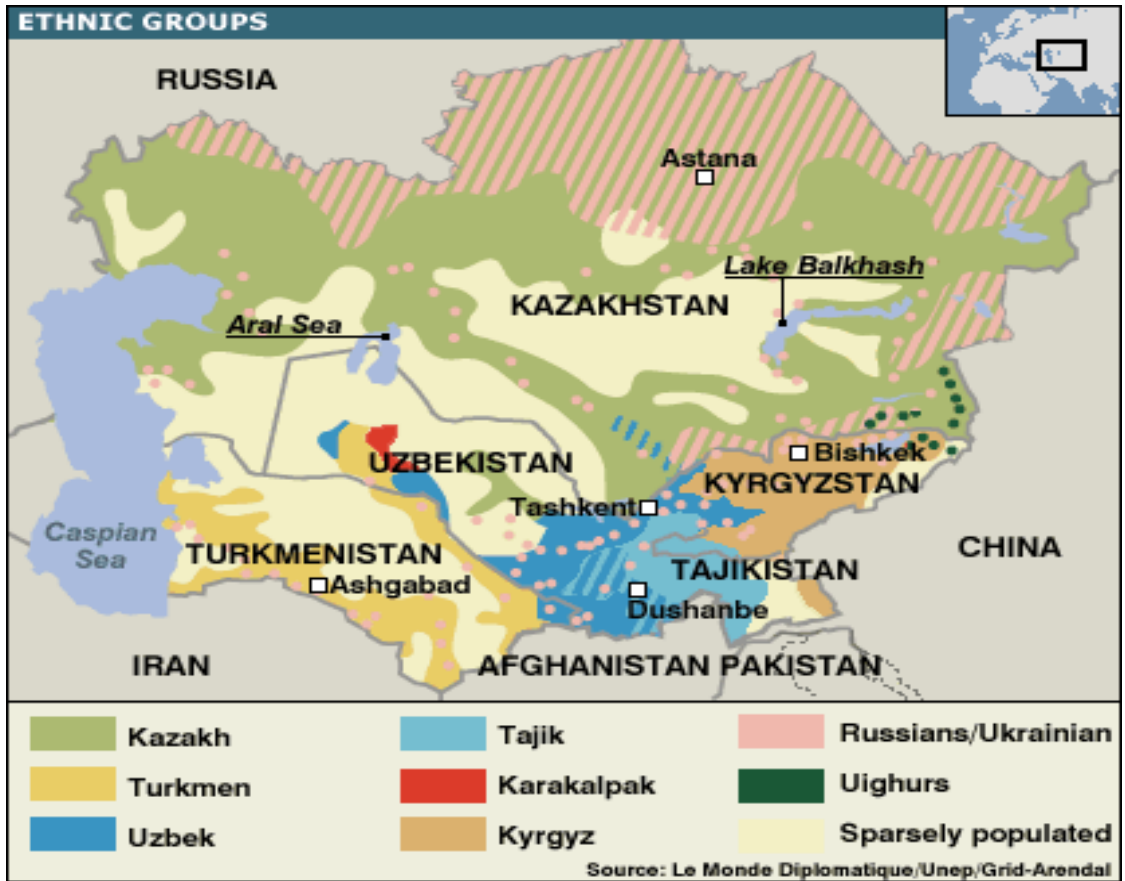 ETHNIC GROUPS
RUSSIA
Astana
Lake Balkhash
KAZAKHSTAN
Aral Sea
UZBEKISTAN
Bishkek
KYRGYZSTAN
Tashkent
Caspian
Sea
TURKMENISTAN
CHINA
TAJIKISTAN
Ashgabad
Dushanbe
IRAN
AFGHANISTAN
PAKISTAN
Kazakh
Tajik
Russians/Ukrainian
Turkmen
Karakalpak
Uighurs
Uzbek
Kyrgyz
Sparsely populated
Source: Le Monde Diplomatique/Unep/Grid-Arendal